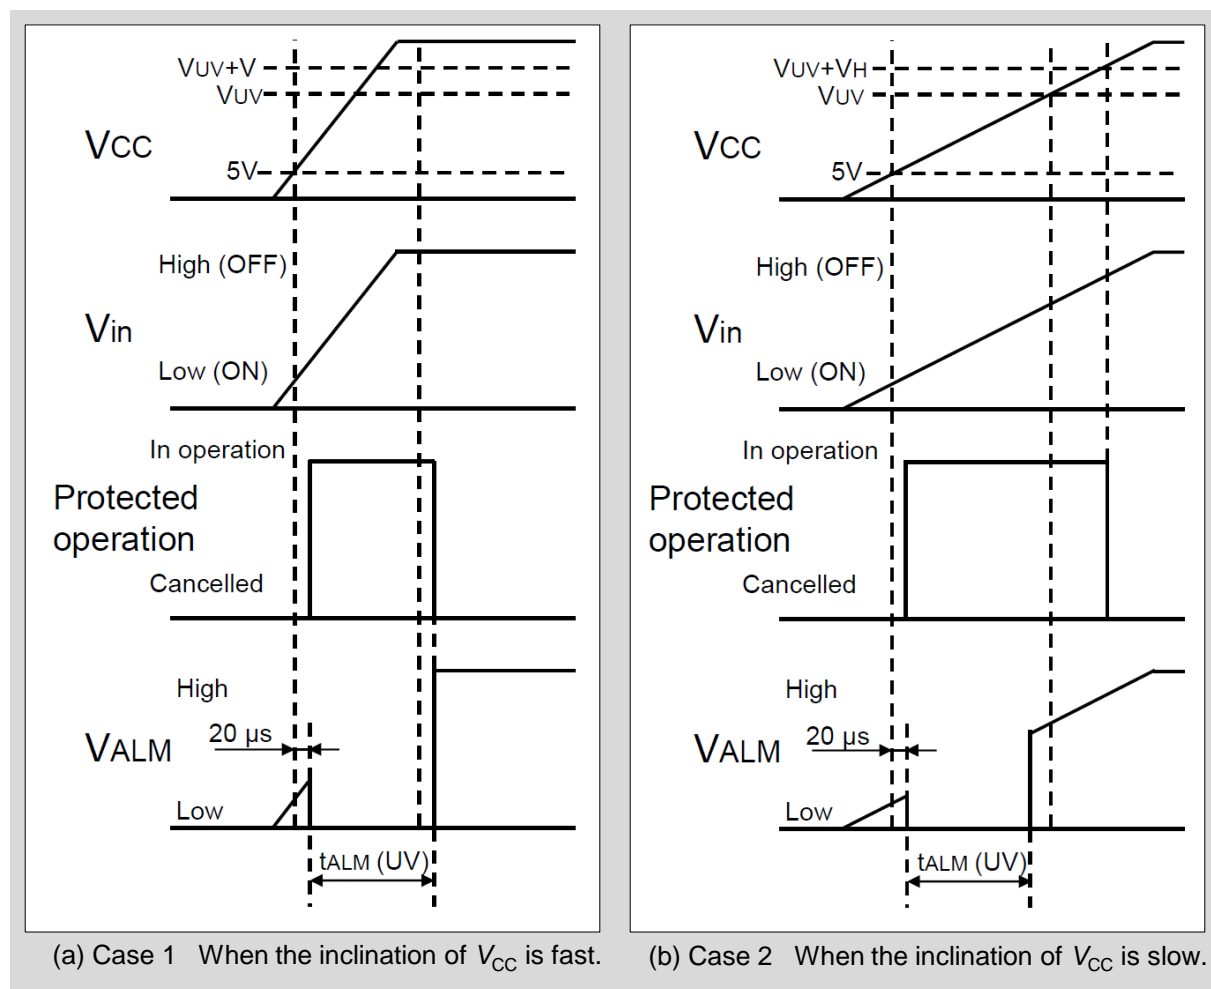 VUV+V
VUV
VCC
5V
High (OFF)
Vin
Low (ON)
In operation
Protected
operation
Cancelled
High
20 µs
VALM
Low
tALM (UV)
(a) Case 1 When the inclination of VCC is fast.
VUV+VH
VUV
VCC
5V
High (OFF)
Vin
Low (ON)
In operation
Protected
operation
Cancelled
High
20 µs
VALM
Low
tALM (UV)
(b) Case 2 When the inclination of VCC is slow.